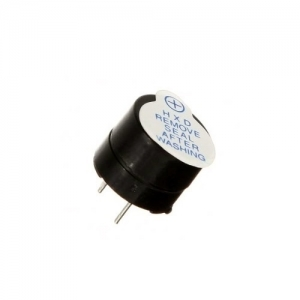 +
H X D
REMOVE
SEAL
AFTER
WASHING